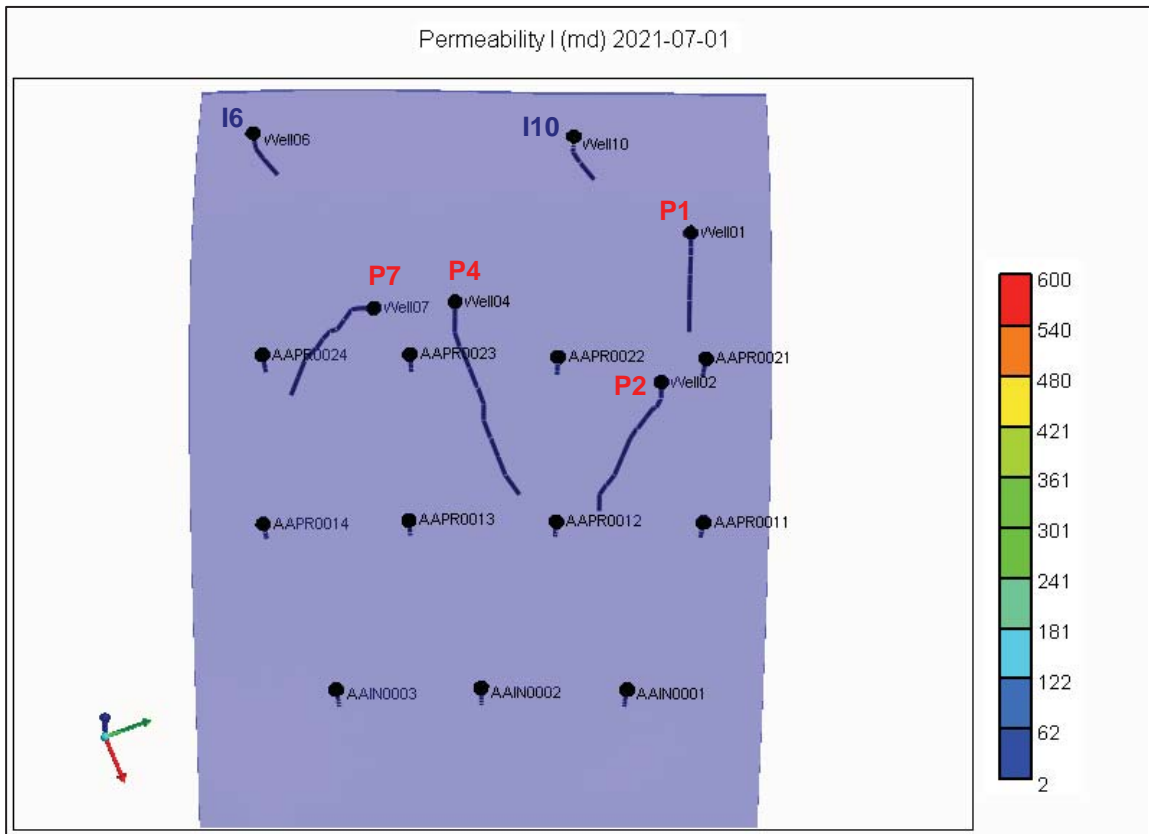 Permeability I (md) 2021-07-01
I6
Well06
I10
Well10
P1
Well01
P7
Well07
P4
Well04
AAPR0024
AAPR0023
AAPR0022
AAPR0021
P2
Well02
AAPR0014
AAPR0013
AAPR0012
AAPR0011
AAIN0003
AAIN0002
AAIN0001
600
540
480
421
361
301
241
181
122
62
2